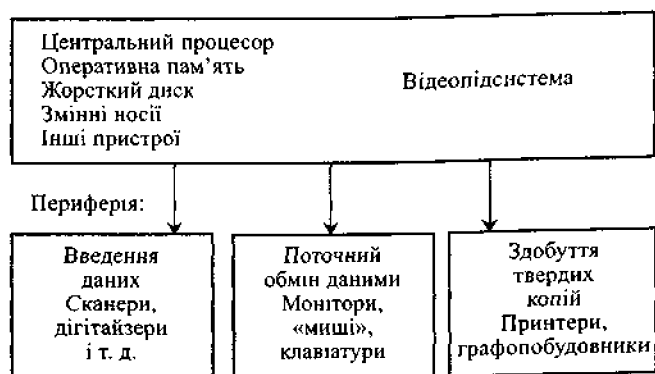 Центральний процесор
Оперативна пам’ять
Жорсткий диск
Змінні носії
Інші пристрої
Відеопідсистема
Периферія:
Введення
даних
Сканери,
дігітайзери
і т. д.
Поточний
обмін даними
Монітори,
«миші»,
клавіатури
Здобуття
твердих
копій
Принтери,
графопобудовники